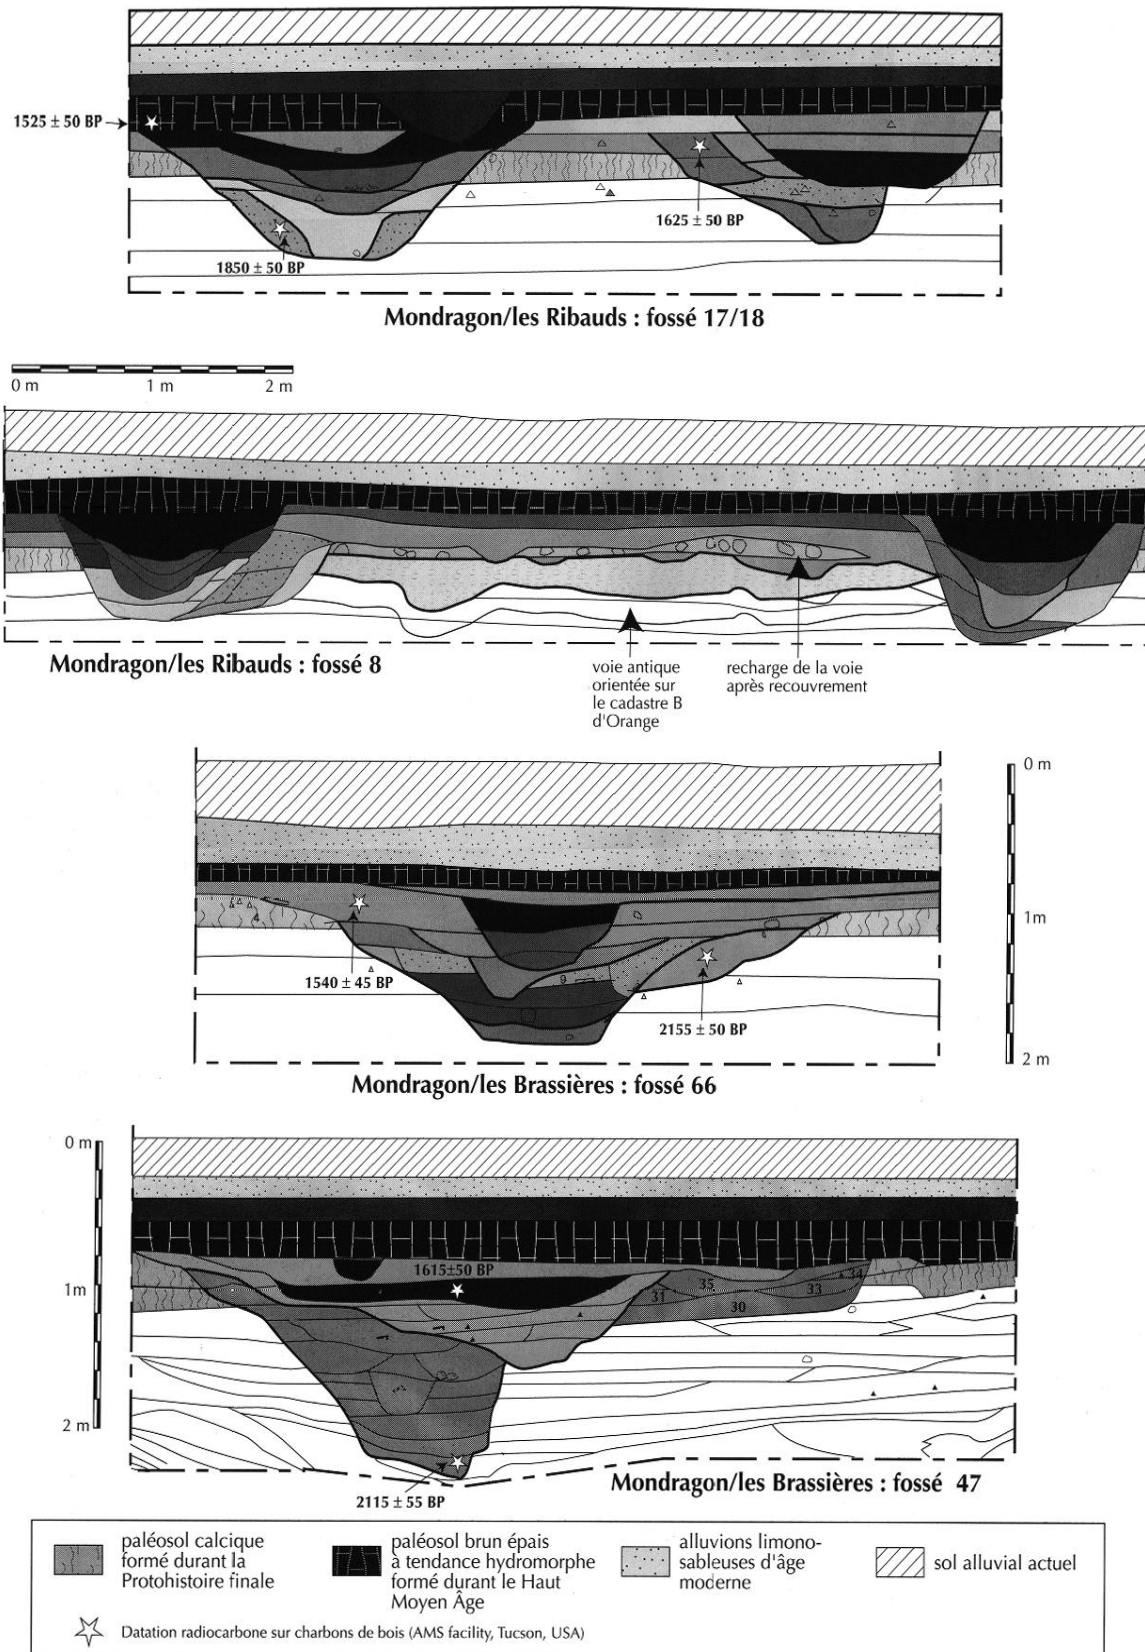 1525 ± 50 BP
1625 ± 50 BP
1850 ± 50 BP
Mondragon/les Ribauds : fossé 17/18
0 m 1 m 2 m
Mondragon/les Ribauds : fossé 8
voie antique
orientée sur
le cadastre B
d'Orange
recharge de la voie
après recouvrement
0 m
4
1m
9
1540 ± 45 BP
2155 ± 50 BP
2 m
Mondragon/les Brassières : fossé 66
0 m
1615±50 BP
1m
35
34
31
33
30
2 m
Mondragon/les Brassières : fossé 47
2115 ± 55 BP
paléosol calcique
formé durant la
Protohistoire finale
paléosol brun épais
à tendance hydromorphe
formé durant le Haut
Moyen Âge
alluvions limono-
sableuses d'âge
moderne
sol alluvial actuel
Datation radiocarbone sur charbons de bois (AMS facility, Tucson, USA)